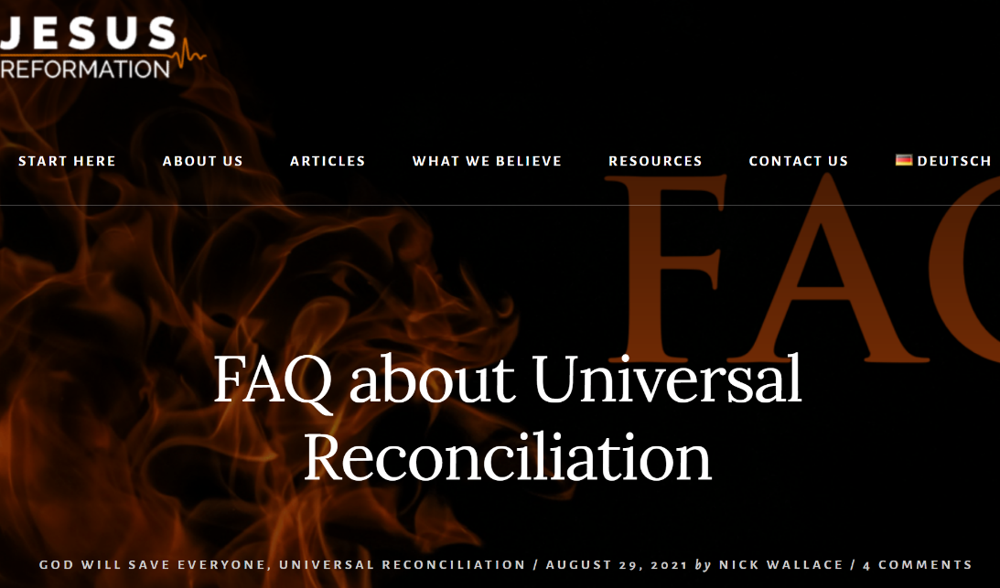 JESUS
REFORMATION
START HERE ABOUT US ARTICLES WHAT WE BELIEVE RESOURCES CONTACT US DEUTSCH
FAQ
FAQ about Universal
Reconciliation
GOD WILL SAVE EVERYONE, UNIVERSAL RECONCILIATION / AUGUST 29, 2021 by NICK WALLACE / 4 COMMENTS